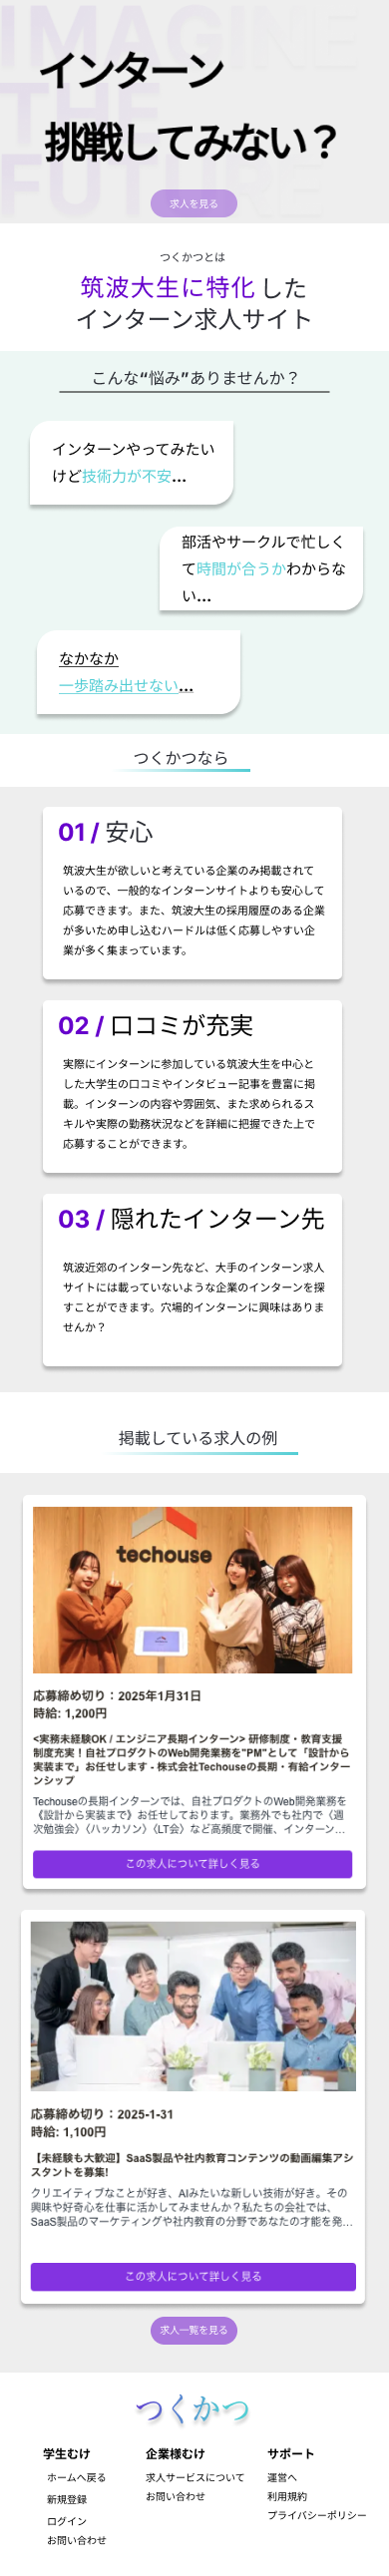 IMAGINE
THE
FUTURE
インターン
挑戦してみない？
求人を見る
つくかつとは
筑波大生に特化した
インターン求人サイト
こんな“悩み”ありませんか？
インターンやってみたい
けど技術力が不安...
部活やサークルで忙しく
て時間が合うかわからな
い...
なかなか
一歩踏み出せない...
つくかつなら
01 / 安心
筑波大生が欲しいと考えている企業のみ掲載されて
いるので、一般的なインターンサイトよりも安心して
応募できます。また、筑波大生の採用履歴のある企業
が多いため申し込むハードルは低く応募しやすい企
業が多く集まっています。
02 / 口コミが充実
実際にインターンに参加している筑波大生を中心と
した大学生の口コミやインタビュー記事を豊富に掲
載。インターンの内容や雰囲気、また求められるス
キルや実際の勤務状況などを詳細に把握できた上で
応募することができます。
03 / 隠れたインターン先
筑波近郊のインターン先など、大手のインターン求人
サイトには載っていないような企業のインターンを探
すことができます。穴場的インターンに興味はありま
せんか？
掲載している求人の例
techouse
応募締め切り：2025年1月31日
時給: 1,200円
<実務未経験OK / エンジニア長期インターン> 研修制度・教育支援
制度充実！自社プロダクトのWeb開発業務を"PM"として「設計から
実装まで」お任せします - 株式会社Techouseの長期・有給インター
ンシップ
Techouseの長期インターンでは、自社プロダクトのWeb開発業務を
《設計から実装まで》お任せしております。業務外でも社内で〈週
次勉強会〉〈ハッカソン〉〈LT会〉など高頻度で開催、インターン...
この求人について詳しく見る
応募締め切り：2025-1-31
時給: 1,100円
【未経験も大歓迎】SaaS製品や社内教育コンテンツの動画編集アシ
スタントを募集!
クリエイティブなことが好き、AIみたいな新しい技術が好き。その
興味や好奇心を仕事に活かしてみませんか？私たちの会社では、
SaaS製品のマーケティングや社内教育の分野であなたの才能を発...
この求人について詳しく見る
求人一覧を見る
つくかつ
学生むけ
ホームへ戻る
新規登録
ログイン
お問い合わせ
企業様むけ
求人サービスについて
お問い合わせ
サポート
運営へ
利用規約
プライバシーポリシー